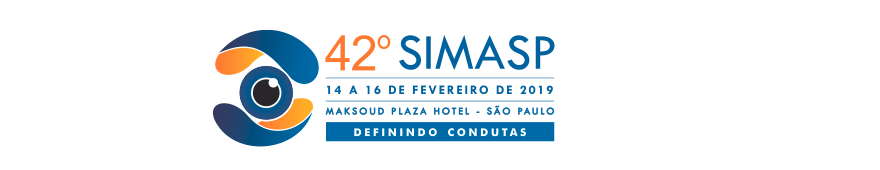 42º SIMASP
14 A 16 DE FEVEREIRO DE 2019
MAKSOUD PLAZA HOTEL - SÃO PAULO
DEFININDO CONDUTAS